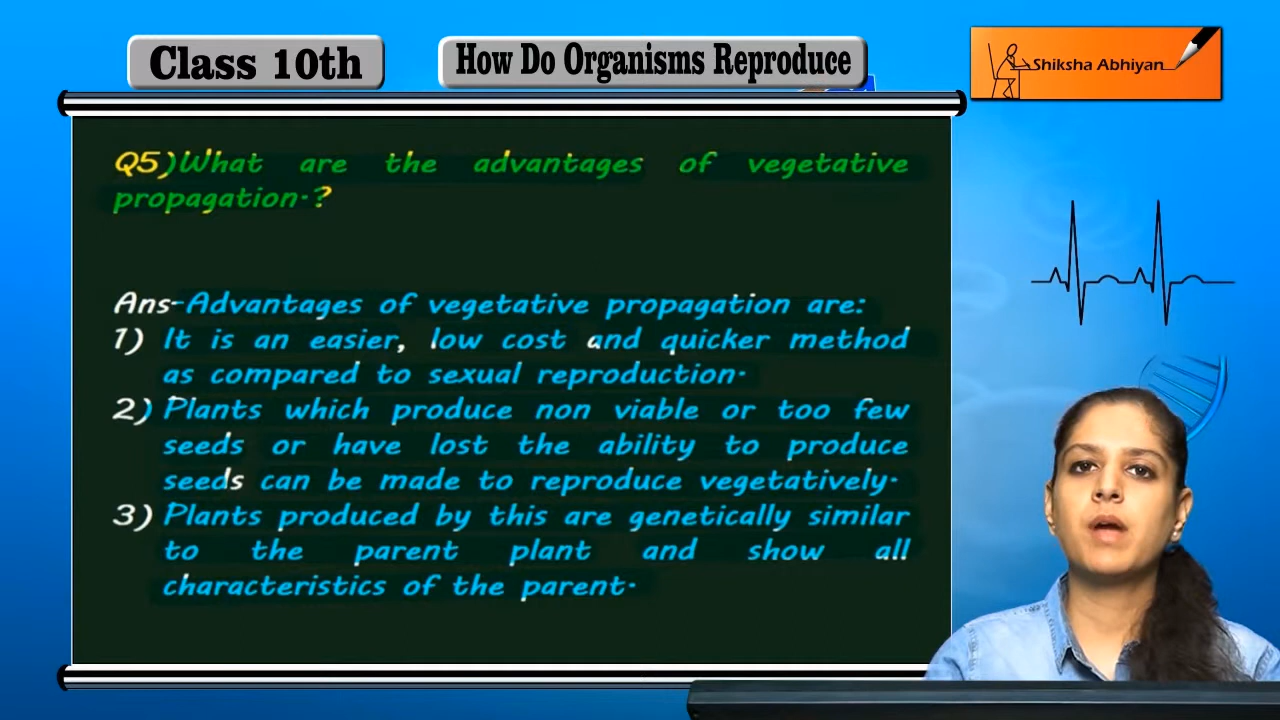 Class 10th
How Do Organisms Reproduce
Shiksha Abhiyan
Q5)What are the advantages of vegetative
propagation.?
Ans-Advantages of vegetative propagation are:
1) It is an easier, low cost and quicker method
as compared to sexual reproduction.
2) Plants which produce non viable or too few
seeds or have lost the ability to produce
seeds can be made to reproduce vegetatively.
3) Plants produced by this are genetically similar
to the parent plant and show all
characteristics of the parent.